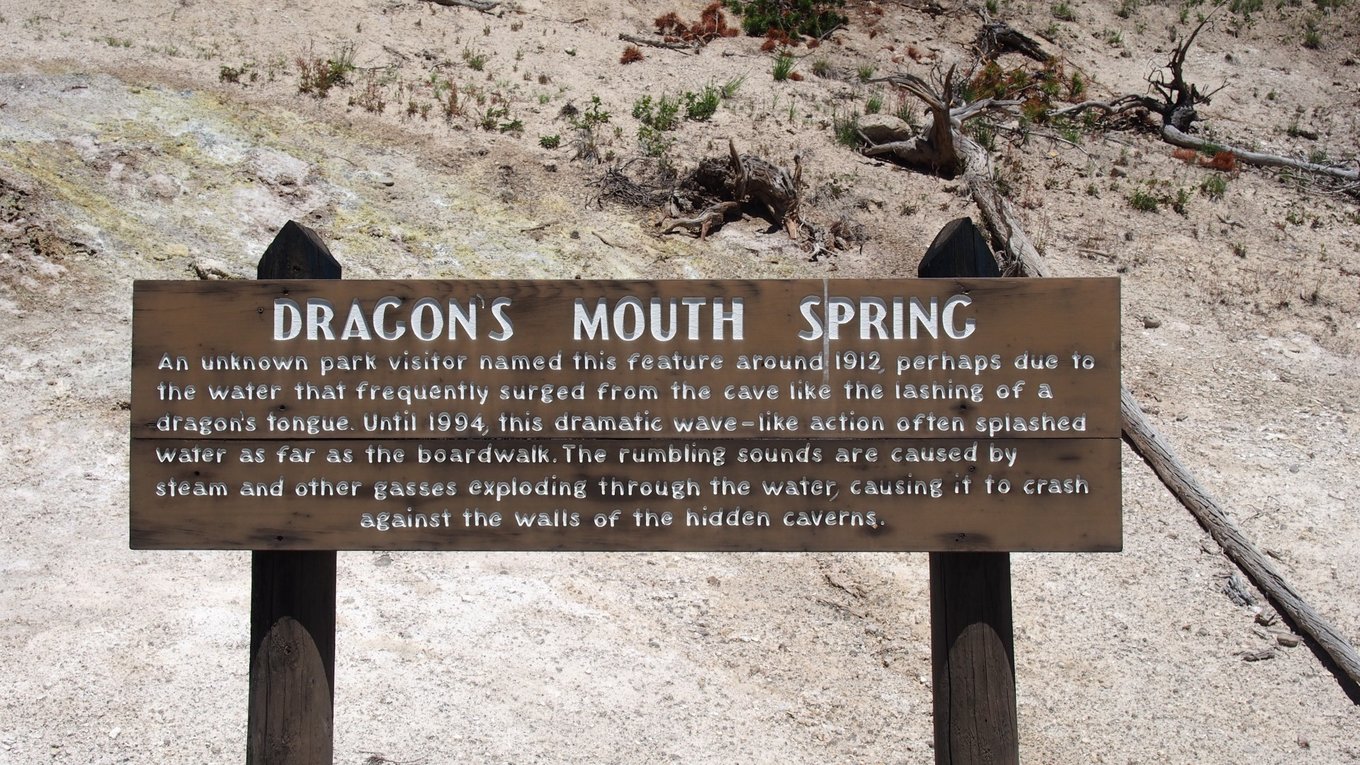 DRAGON'S MOUTH SPRING
An unknown park visitor named this feature around 1912, perhaps due to
the water that frequently surged from the cave like the lashing of a
dragon's tongue. Until 1994, this dramatic wave-like action often splashed
water as far as the boardwalk. The rumbling sounds are caused by
steam and other gasses exploding through the water, causing it to crash
against the walls of the hidden caverns.